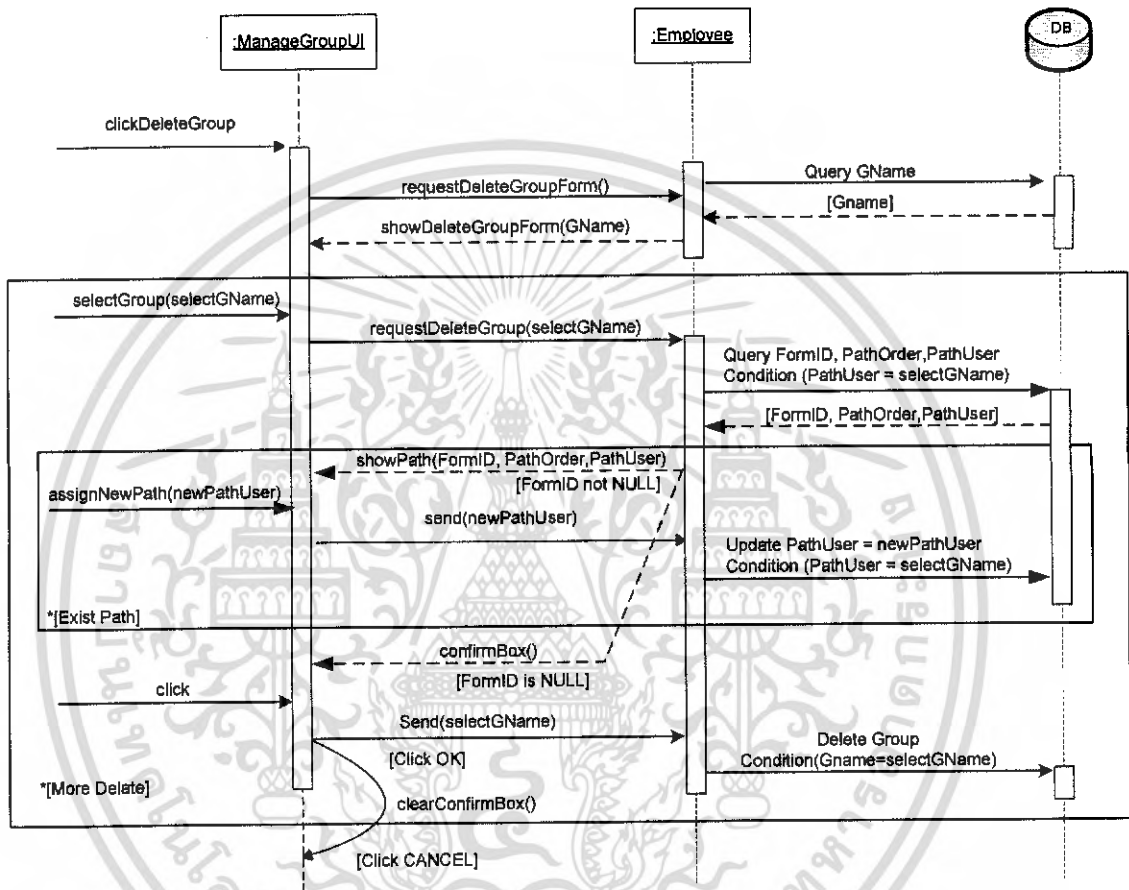 :ManageGroupUI
:Employee
DB
clickDeleteGroup
requestDeleteGroupForm()
Query GName
[Gname]
showDeleteGroupForm(GName)
selectGroup(selectGName)
requestDeleteGroup(selectGName)
Query FormID, PathOrder,PathUser
Condition (PathUser = selectGName)
[FormID, PathOrder,PathUser]
showPath(FormID, PathOrder,PathUser)
[FormID not NULL]
assignNewPath(newPathUser)
send(newPathUser)
Update PathUser = newPathUser
Condition (PathUser = selectGName)
*[Exist Path]
confirmBox()
[FormID is NULL]
click
Send(selectGName)
[Click OK]
Delete Group
Condition(Gname=selectGName)
*[More Delate]
clearConfirmBox()
[Click CANCEL]